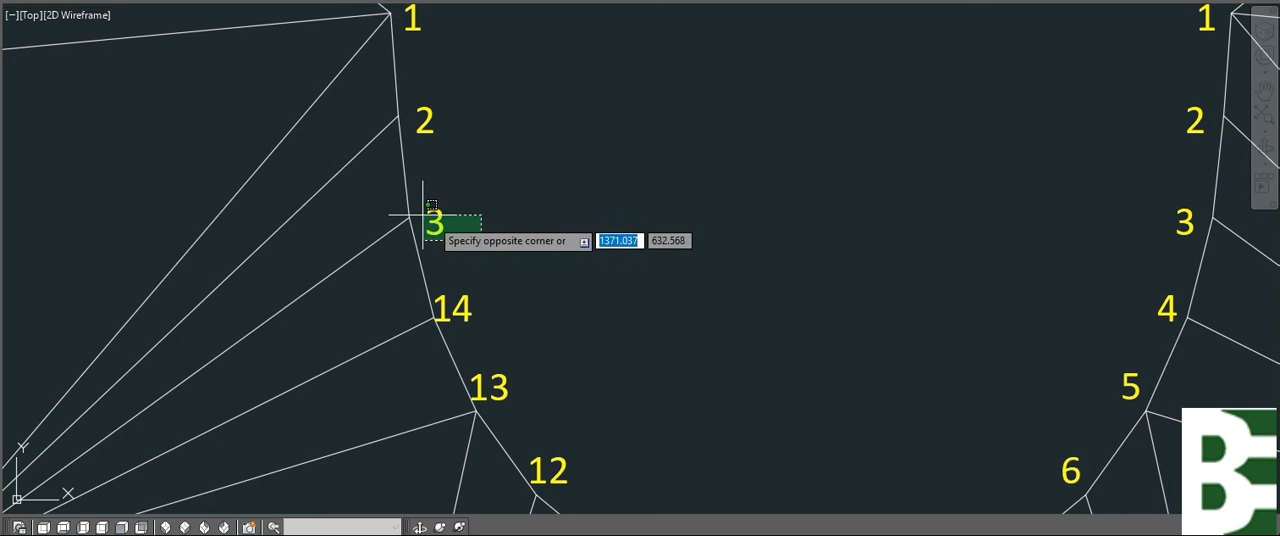 [−][Top][2D Wireframe]
1
1
2
2
3
3
Specify opposite corner or
1371.037
632.568
14
4
13
5
12
6
Y
X
BE